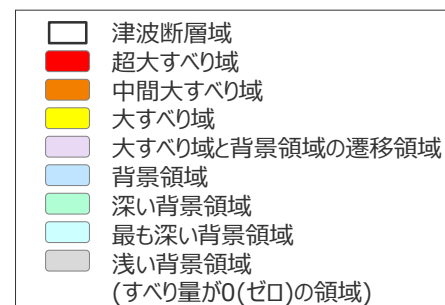 津波断層域
超大すべり域
中間大すべり域
大すべり域
大すべり域と背景領域の遷移領域
背景領域
深い背景領域
最も深い背景領域
浅い背景領域
(すべり量が0(ゼロ)の領域)